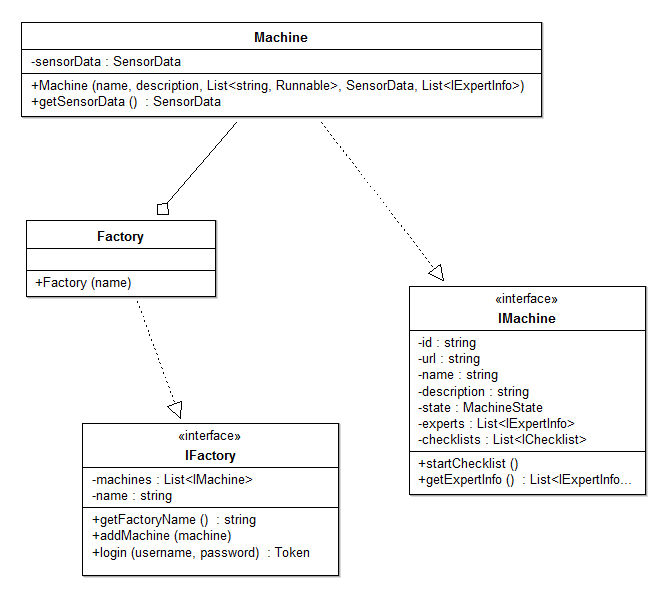 Machine
-sensorData : SensorData
+Machine (name, description, List<string, Runnable>, SensorData, List<IExpertInfo>)
+getSensorData () : SensorData
Factory
+Factory (name)
«interface»
IMachine
-id : string
-url : string
-name : string
-description : string
-state : MachineState
-experts : List<IExpertInfo>
-checklists : List<IChecklist>
+startChecklist ()
+getExpertInfo () : List<IExpertInfo...
«interface»
IFactory
-machines : List<IMachine>
-name : string
+getFactoryName () : string
+addMachine (machine)
+login (username, password) : Token